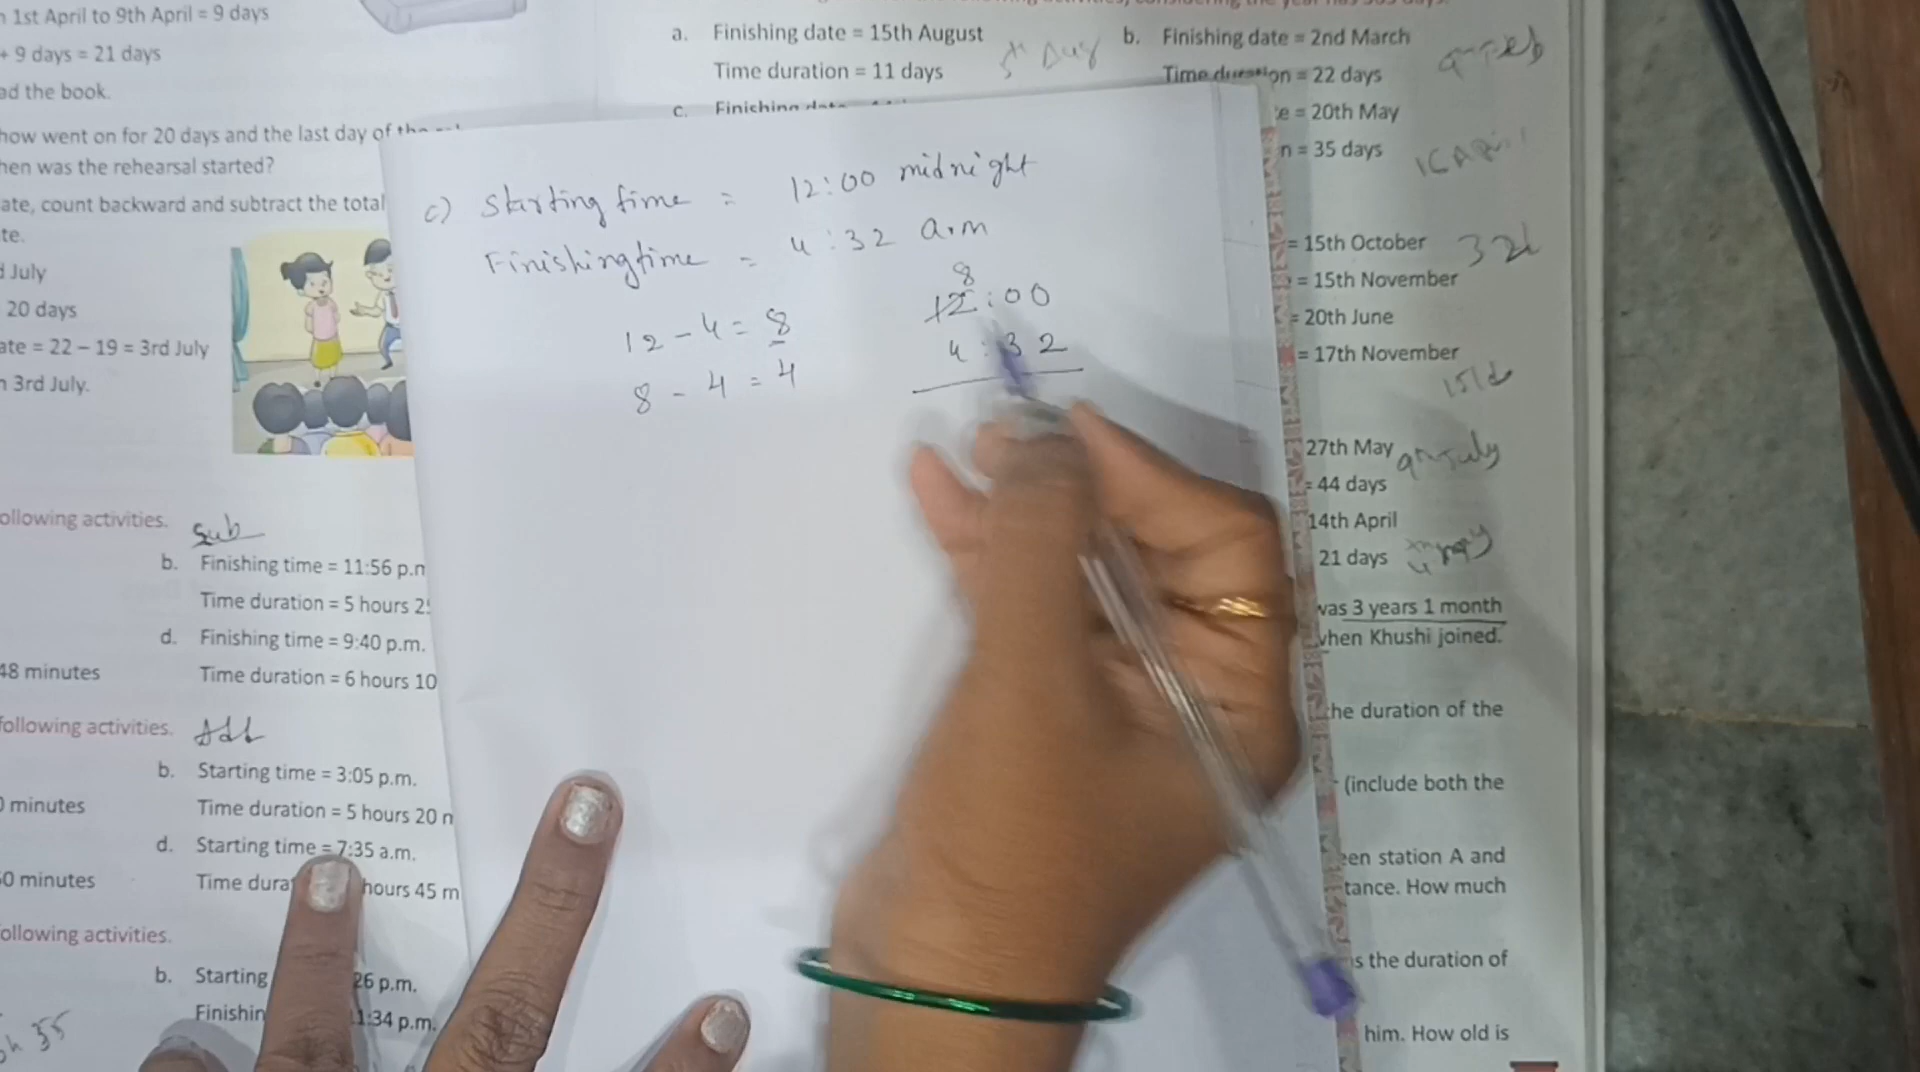 1st April to 9th April = 9 days
+ 9 days = 21 days
ad the book.
how went on for 20 days and the last day of the
hen was the rehearsal started?
ate, count backward and subtract the total
te.
July
20 days
ate = 22 – 19 = 3rd July
n 3rd July.
ollowing activities. Sub
b. Finishing time = 11:56 p.n
Time duration = 5 hours 2
d. Finishing time = 9:40 p.m.
48 minutes Time duration = 6 hours 10
following activities. Add
b. Starting time = 3:05 p.m.
0 minutes Time duration = 5 hours 20 n
d. Starting time = 7:35 a.m.
50 minutes Time dura hours 45 m
ollowing activities.
b. Starting 26 p.m.
Finishin 1:34 p.m.
35
a. Finishing date = 15th August
Time duration = 11 days
c. Finishing
b. Finishing date = 2nd March
Time duration = 22 days
e = 20th May
n = 35 days
c) Starting time = 12:00 midnight
Finishing time = 4:32 a.m
12 - 4 = 8
8 - 4 = 4
8
12:00
4:32
= 15th October
= 15th November
= 20th June
= 17th November
27th May
= 44 days
14th April
21 days
was 3 years 1 month
when Khushi joined.
the duration of the
(include both the
een station A and
tance. How much
is the duration of
him. How old is